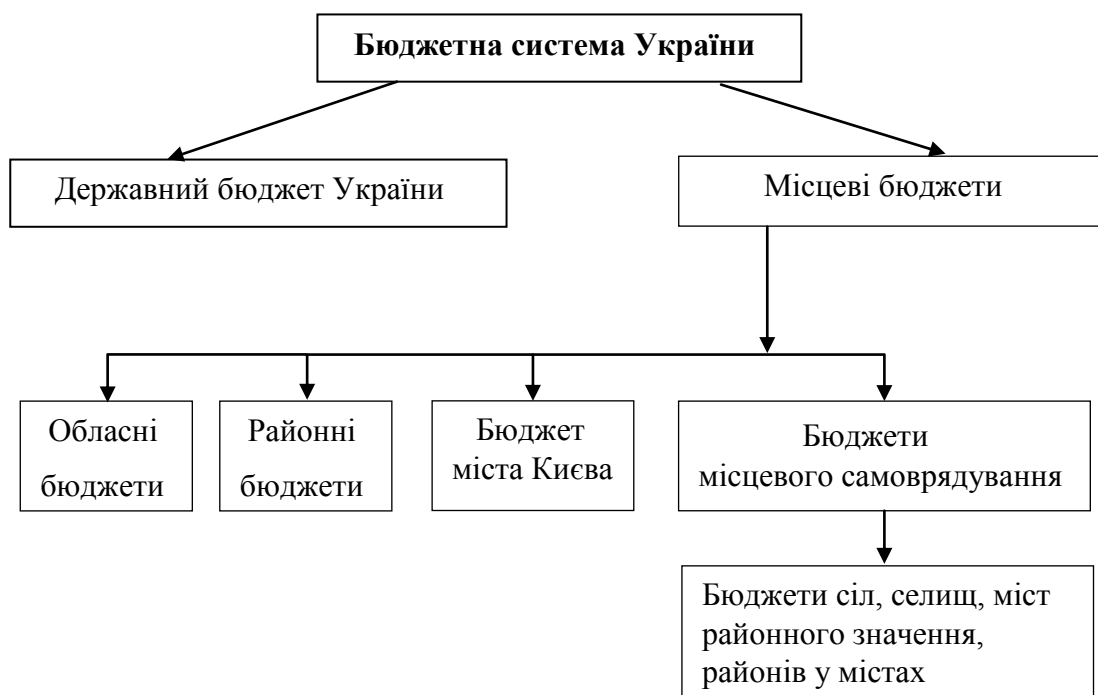 Бюджетна система України
Державний бюджет України
Місцеві бюджети
Обласні
бюджети
Районні
бюджети
Бюджет
міста Києва
Бюджети
місцевого самоврядування
Бюджети сіл, селищ, міст
районного значення,
районів у містах